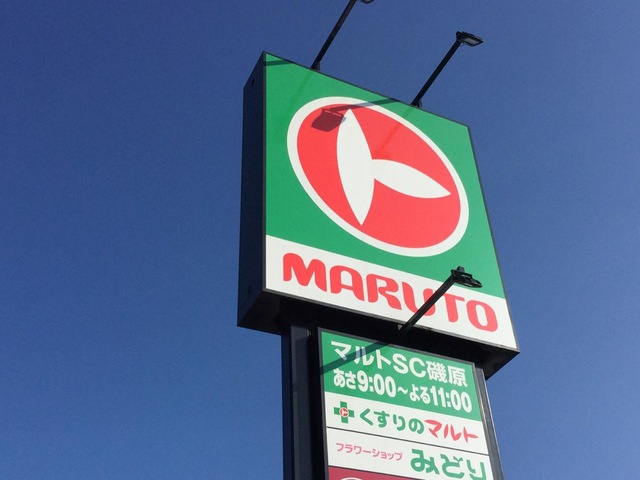 MARUTO
マルトSC磯原
あさ9:00～よる11:00
くすりのマルト
フラワーショップ みどり